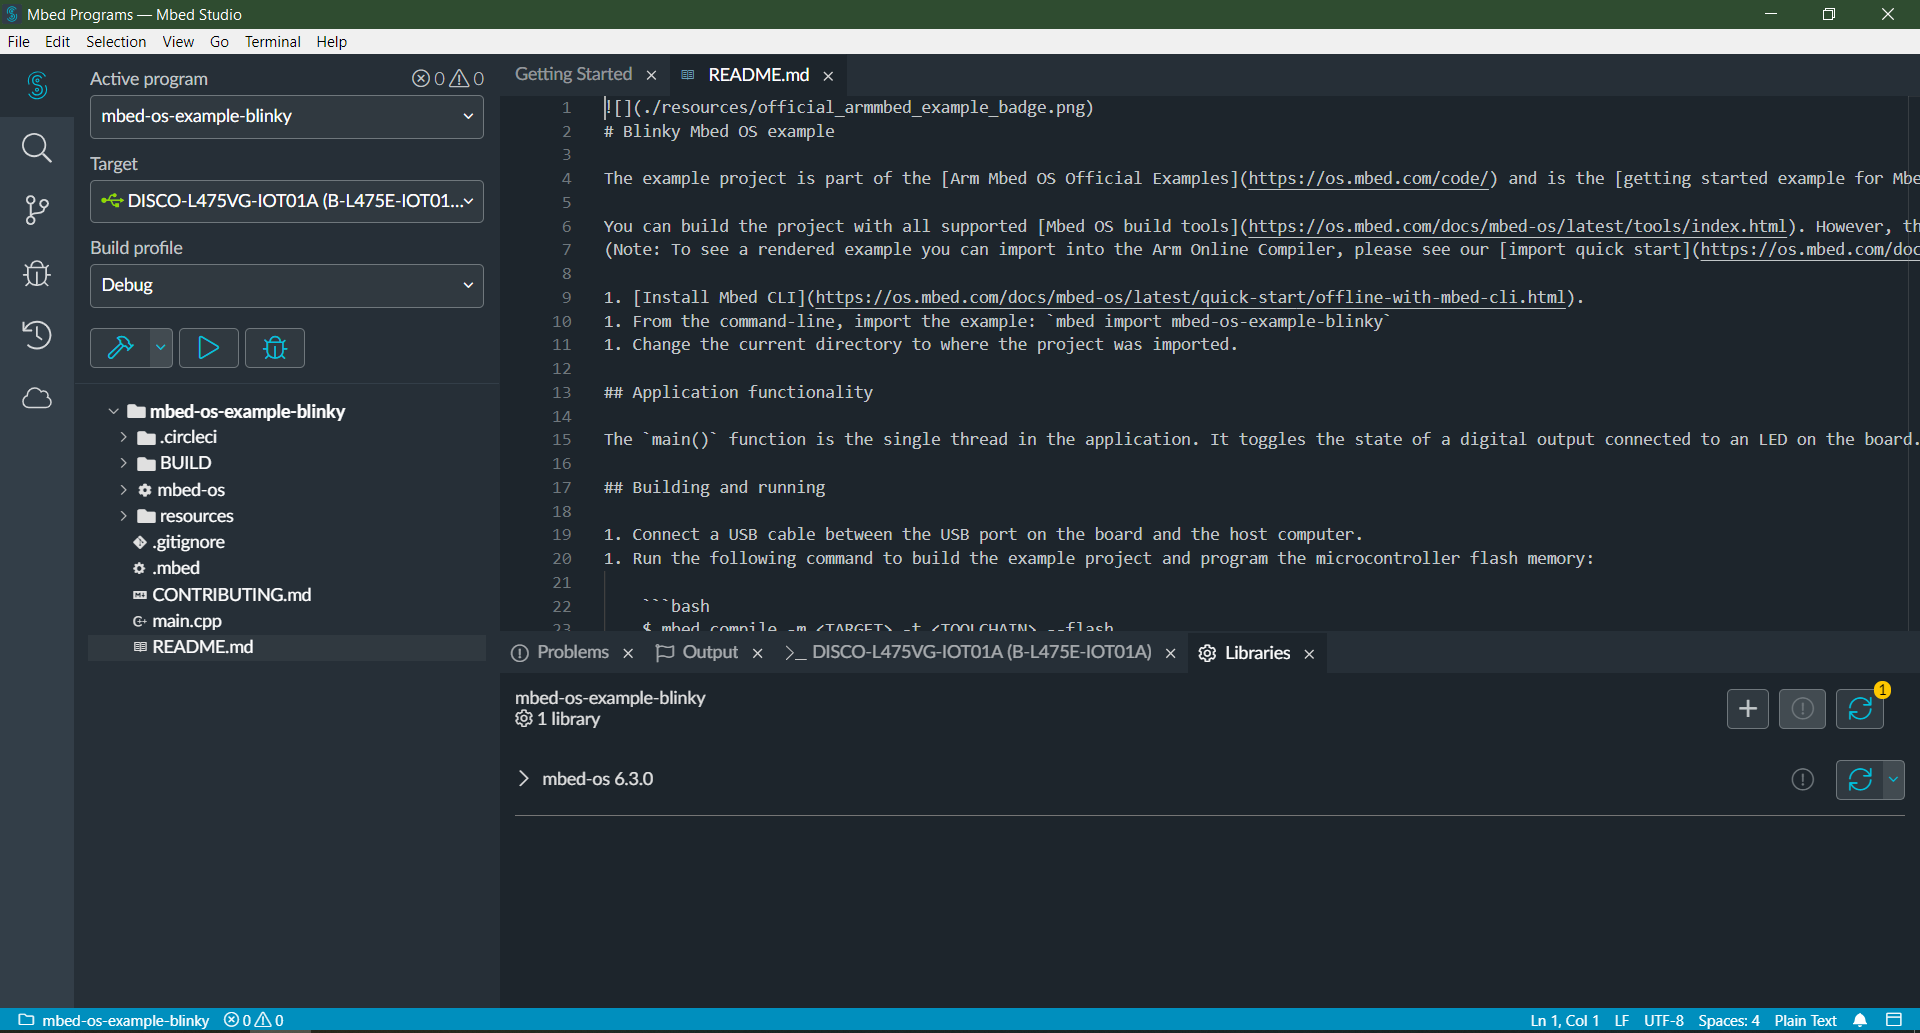 Mbed Programs — Mbed Studio
File Edit Selection View Go Terminal Help
Active program 0 0
mbed-os-example-blinky
Target
DISCO-L475VG-IOT01A (B-L475E-IOT01...
Build profile
Debug
mbed-os-example-blinky
.circleci
BUILD
mbed-os
resources
.gitignore
.mbed
CONTRIBUTING.md
main.cpp
README.md
Getting Started README.md
1 ![](./resources/official_armmbed_example_badge.png)
2 # Blinky Mbed OS example
3
4 The example project is part of the [Arm Mbed OS Official Examples](https://os.mbed.com/code/) and is the [getting started example for Mbe
5
6 You can build the project with all supported [Mbed OS build tools](https://os.mbed.com/docs/mbed-os/latest/tools/index.html). However, th
7 (Note: To see a rendered example you can import into the Arm Online Compiler, please see our [import quick start](https://os.mbed.com/doc
8
9 1. [Install Mbed CLI](https://os.mbed.com/docs/mbed-os/latest/quick-start/offline-with-mbed-cli.html).
10 1. From the command-line, import the example: `mbed import mbed-os-example-blinky`
11 1. Change the current directory to where the project was imported.
12
13 ## Application functionality
14
15 The `main()` function is the single thread in the application. It toggles the state of a digital output connected to an LED on the board.
16
17 ## Building and running
18
19 1. Connect a USB cable between the USB port on the board and the host computer.
20 1. Run the following command to build the example project and program the microcontroller flash memory:
21
22 ```bash
23 $ mbed compile -m <TARGET> -t <TOOLCHAIN> --flash
Problems Output DISCO-L475VG-IOT01A (B-L475E-IOT01A) Libraries
mbed-os-example-blinky
1 library
1
mbed-os 6.3.0
mbed-os-example-blinky 0 0 Ln 1, Col 1 LF UTF-8 Spaces: 4 Plain Text